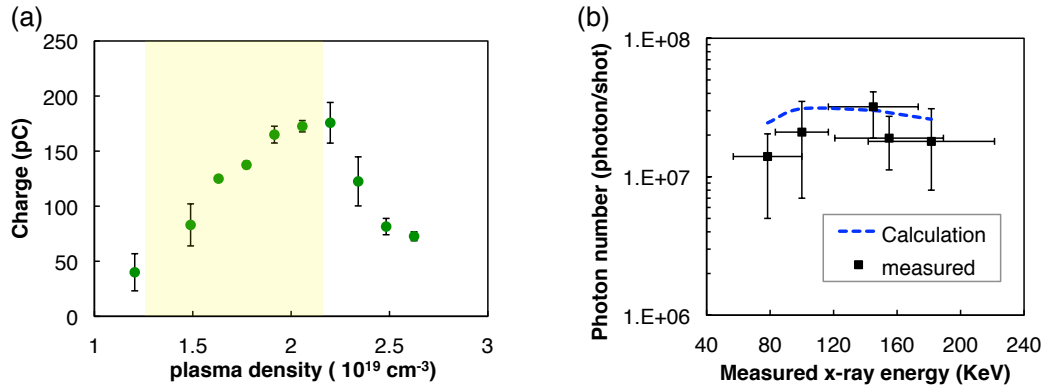 (a)
250
200
150
100
50
0
Charge (pC)
1
1.5
2
2.5
3
plasma density ( 10¹⁹ cm⁻³)
(b)
1.E+08
1.E+07
1.E+06
Photon number (photon/shot)
Calculation
measured
40
80
120
160
200
240
Measured x-ray energy (KeV)